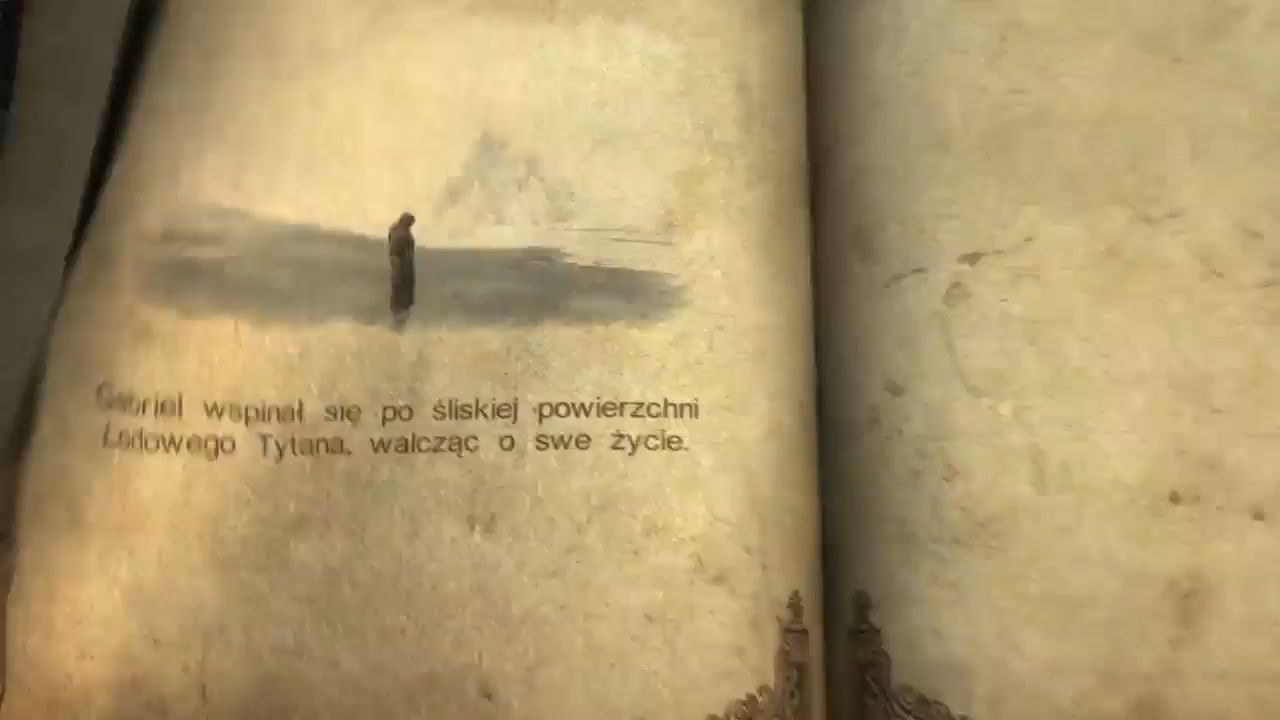 Gabriel wspinał się po śliskiej powierzchni
Lodowego Tytana, walcząc o swe życie.